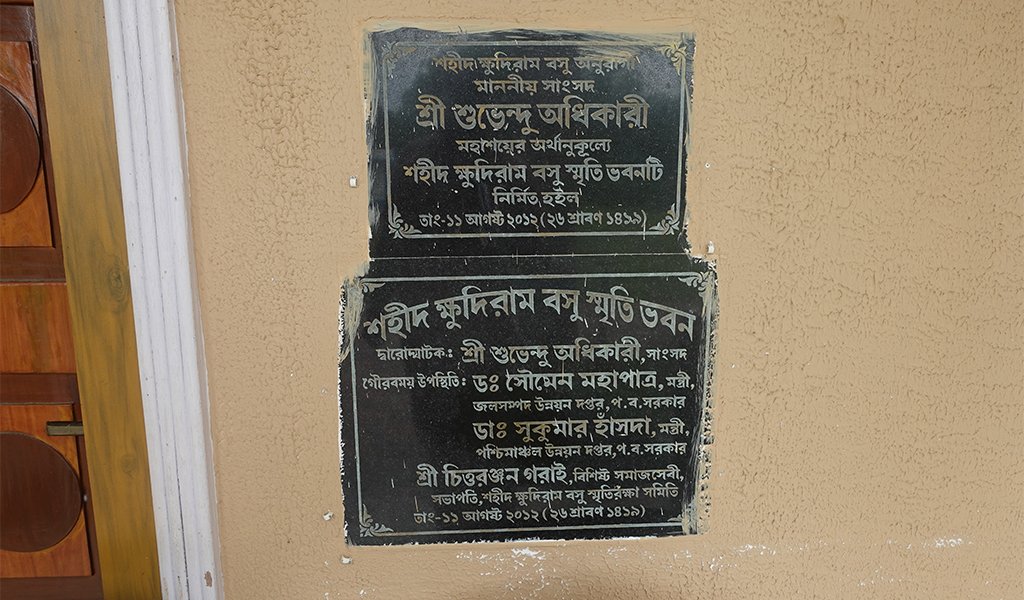 শহীদ ক্ষুদিরাম বসু অনুরাগী
মাননীয় সাংসদ
শ্রী শুভেন্দু অধিকারী
মহাশয়ের অর্থানুকূল্যে
শহীদ ক্ষুদিরাম বসু স্মৃতি ভবনটি
নির্মিত হইল
তাং-১১ আগষ্ট ২০১২ (২৬ শ্রাবণ ১৪১৯)
শহীদ ক্ষুদিরাম বসু স্মৃতি ভবন
দ্বারোদ্ঘাটক: শ্রী শুভেন্দু অধিকারী, সাংসদ
গৌরবময় উপস্থিতি: ডঃ সৌমেন মহাপাত্র, মন্ত্রী,
জলসম্পদ উন্নয়ন দপ্তর, প.ব.সরকার
ডাঃ সুকুমার হাঁসদা, মন্ত্রী,
পশ্চিমাঞ্চল উন্নয়ন দপ্তর, প.ব.সরকার
শ্রী চিত্তরঞ্জন গরাই, বিশিষ্ট সমাজসেবী,
সভাপতি, শহীদ ক্ষুদিরাম বসু স্মৃতিরক্ষা সমিতি
তাং-১১ আগষ্ট ২০১২ (২৬ শ্রাবণ ১৪১৯)